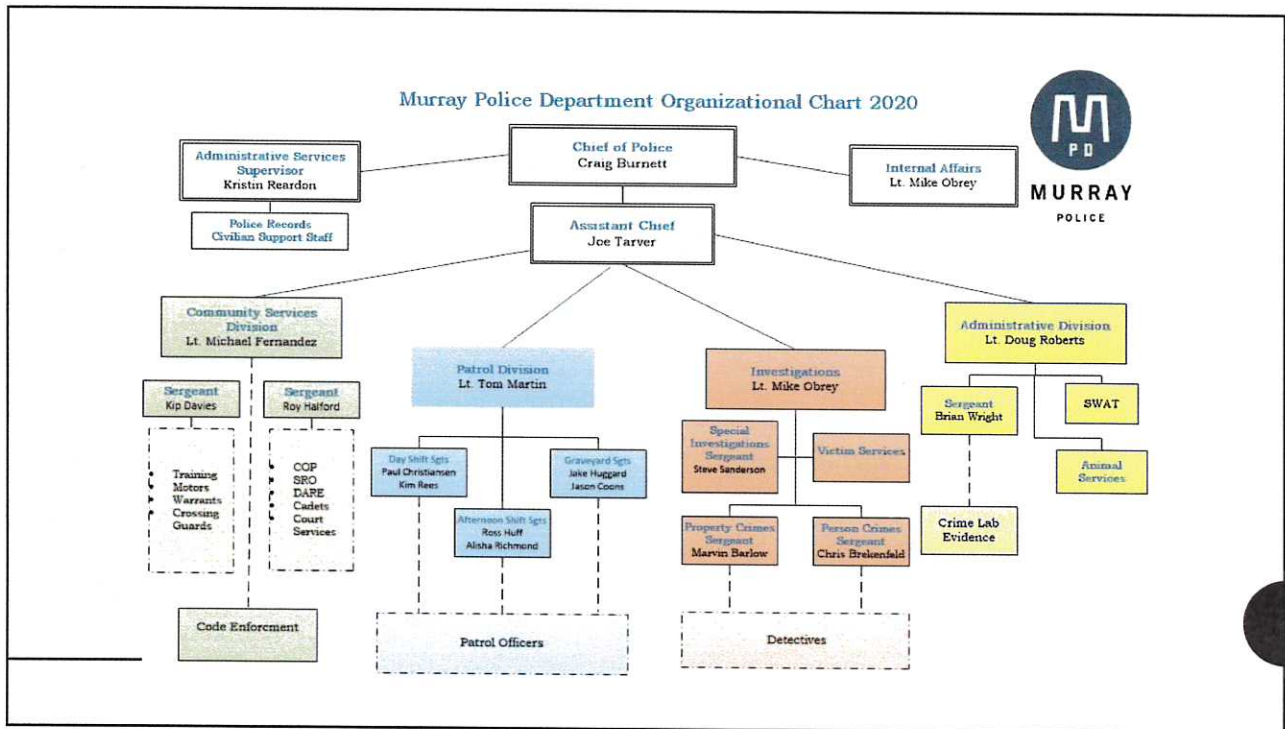 Murray Police Department Organizational Chart 2020
M
PD
MURRAY
POLICE
Chief of Police
Craig Burnett
Administrative Services
Supervisor
Kristin Reardon
Internal Affairs
Lt. Mike Obrey
Police Records
Civilian Support Staff
Assistant Chief
Joe Tarver
Community Services
Division
Lt. Michael Fernandez
Sergeant
Kip Davies
Training
Motors
Warrants
Crossing
Guards
Sergeant
Roy Halford
COP
SRO
DARE
Cadets
Court
Services
Code Enforcment
Patrol Division
Lt. Tom Martin
Day Shift Sgts
Paul Christiansen
Kim Rees
Afternoon Shift Sgts
Ross Huff
Alisha Richmond
Graveyard Sgts
Jake Huggard
Jason Coons
Patrol Officers
Investigations
Lt. Mike Obrey
Special
Investigations
Sergeant
Steve Sanderson
Victim Services
Property Crimes
Sergeant
Marvin Barlow
Person Crimes
Sergeant
Chris Brekenfeld
Detectives
Administrative Division
Lt. Doug Roberts
Sergeant
Brian Wright
SWAT
Animal
Services
Crime Lab
Evidence